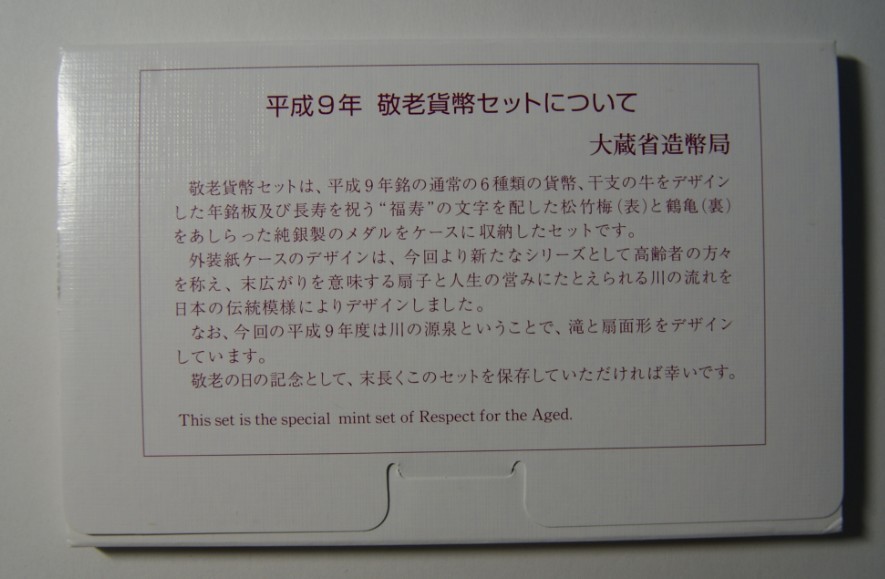 平成9年 敬老貨幣セットについて
大蔵省造幣局
敬老貨幣セットは、平成9年銘の通常の6種類の貨幣、干支の牛をデザイン
した年銘板及び長寿を祝う“福寿”の文字を配した松竹梅（表）と鶴亀（裏）
をあしらった純銀製のメダルをケースに収納したセットです。
外装紙ケースのデザインは、今回より新たなシリーズとして高齢者の方々
を称え、末広がりを意味する扇子と人生の営みにたとえられる川の流れを
日本の伝統模様によりデザインしました。
なお、今回の平成9年度は川の源泉ということで、滝と扇面形をデザイン
しています。
敬老の日の記念として、末長くこのセットを保存していただければ幸いです。
This set is the special mint set of Respect for the Aged.